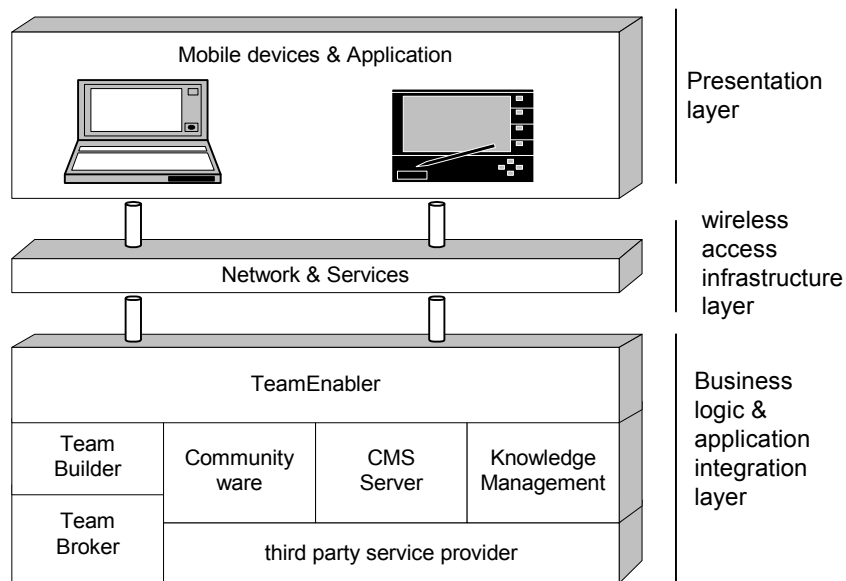 Mobile devices & Application
Presentation
layer
wireless
access
infrastructure
layer
Network & Services
TeamEnabler
Business
logic &
application
integration
layer
Team
Builder
Community
ware
CMS
Server
Knowledge
Management
Team
Broker
third party service provider